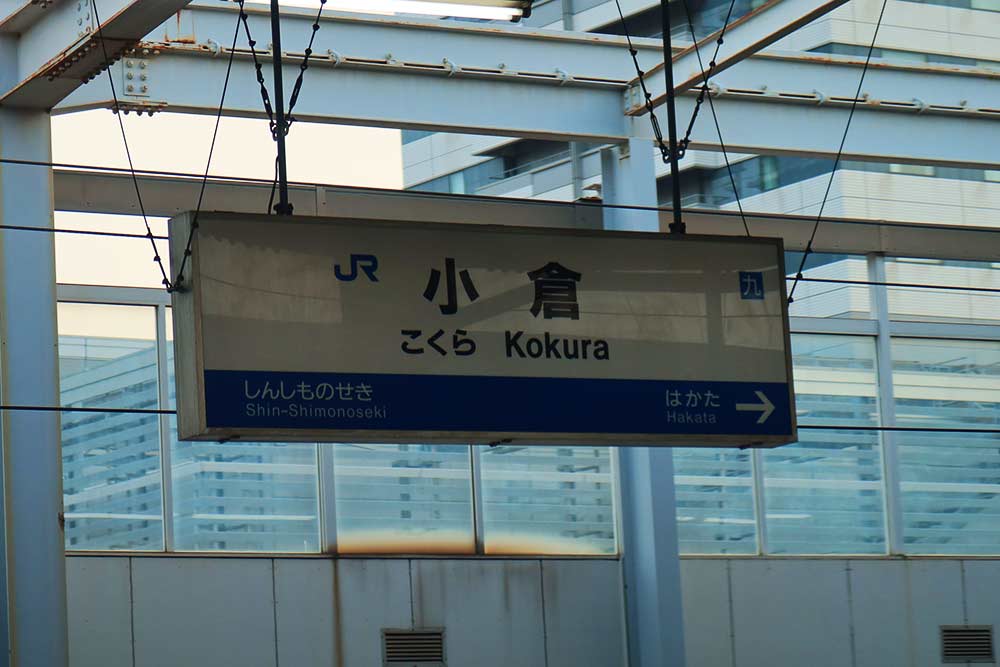 JR 小倉 九
こくら Kokura
しんしものせき はかた →
Shin-Shimonoseki Hakata